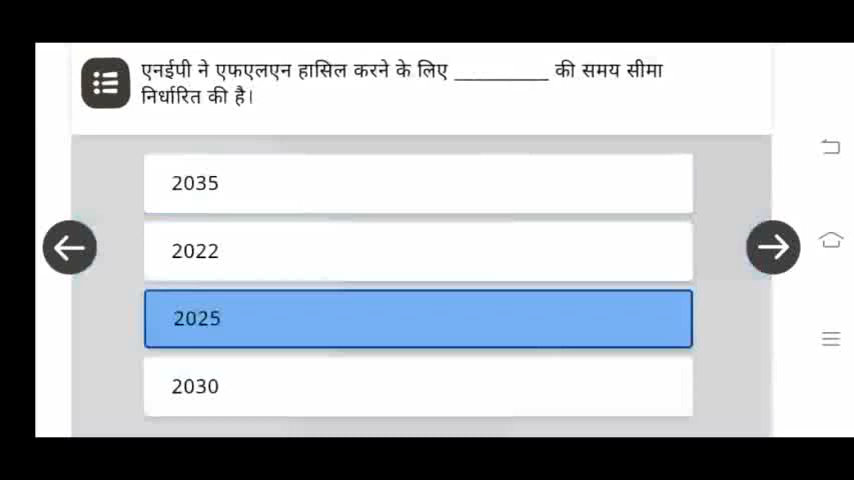 एनईपी ने एफएलएन हासिल करने के लिए __________ की समय सीमा
निर्धारित की है।
2035
2022
2025
2030